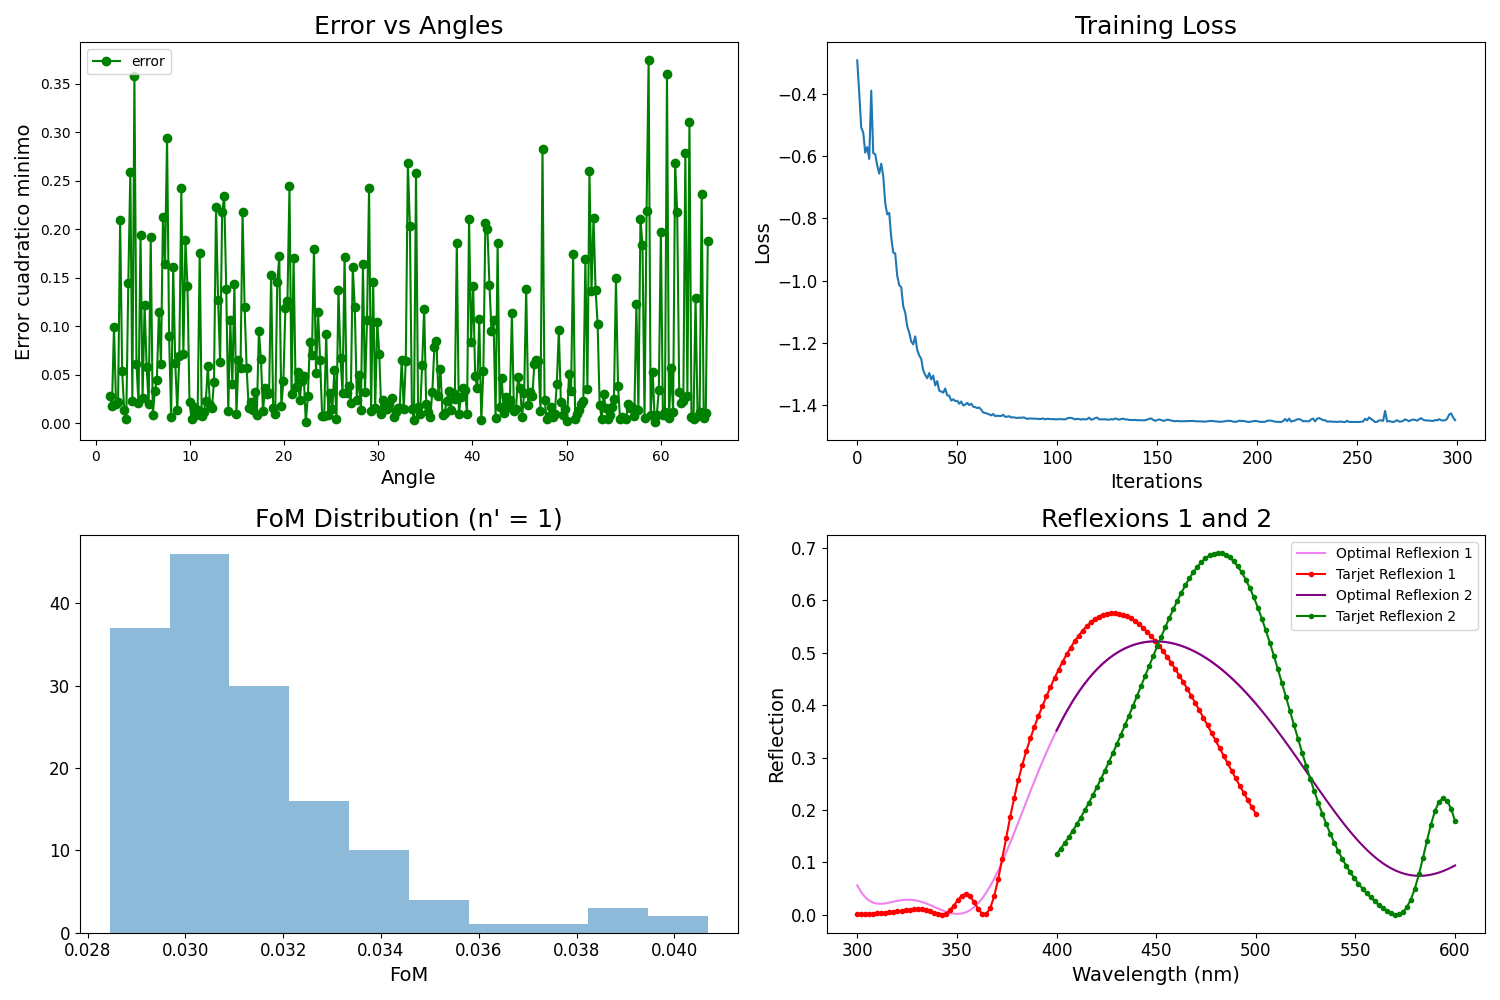 Error vs Angles
error
Error cuadratico minimo
0.35
0.30
0.25
0.20
0.15
0.10
0.05
0.00
0 10 20 30 40 50 60
Angle
Training Loss
Loss
−0.4
−0.6
−0.8
−1.0
−1.2
−1.4
0 50 100 150 200 250 300
Iterations
FoM Distribution (n' = 1)
40
30
20
10
0
0.028 0.030 0.032 0.034 0.036 0.038 0.040
FoM
Reflexions 1 and 2
Optimal Reflexion 1
Tarjet Reflexion 1
Optimal Reflexion 2
Tarjet Reflexion 2
Reflection
0.7
0.6
0.5
0.4
0.3
0.2
0.1
0.0
300 350 400 450 500 550 600
Wavelength (nm)